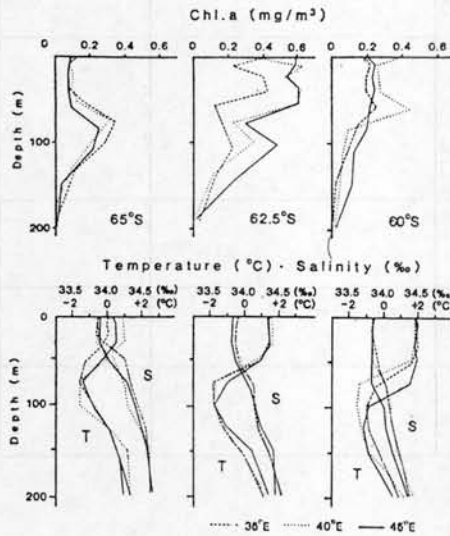 Chl.a (mg/m³)
0 0.2 0.4 0.6 0 0.2 0.4 0.6 0 0.2 0.4 0.6
0
100
200
Depth (m)
65°S 62.5°S 60°S
Temperature (°C) · Salinity (‰)
33.5 34.0 34.5 (‰) 33.5 34.0 34.5 (‰) 33.5 34.0 34.5 (‰)
−2 0 +2 (°C) −2 0 +2 (°C) −2 0 +2 (°C)
0
100
200
Depth (m)
S S S
T T T
36°E 40°E 45°E